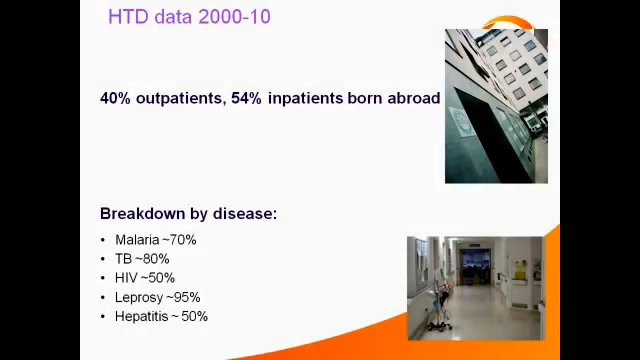 HTD data 2000-10
40% outpatients, 54% inpatients born abroad
Breakdown by disease:
• Malaria ~70%
• TB ~80%
• HIV ~50%
• Leprosy ~95%
• Hepatitis ~ 50%